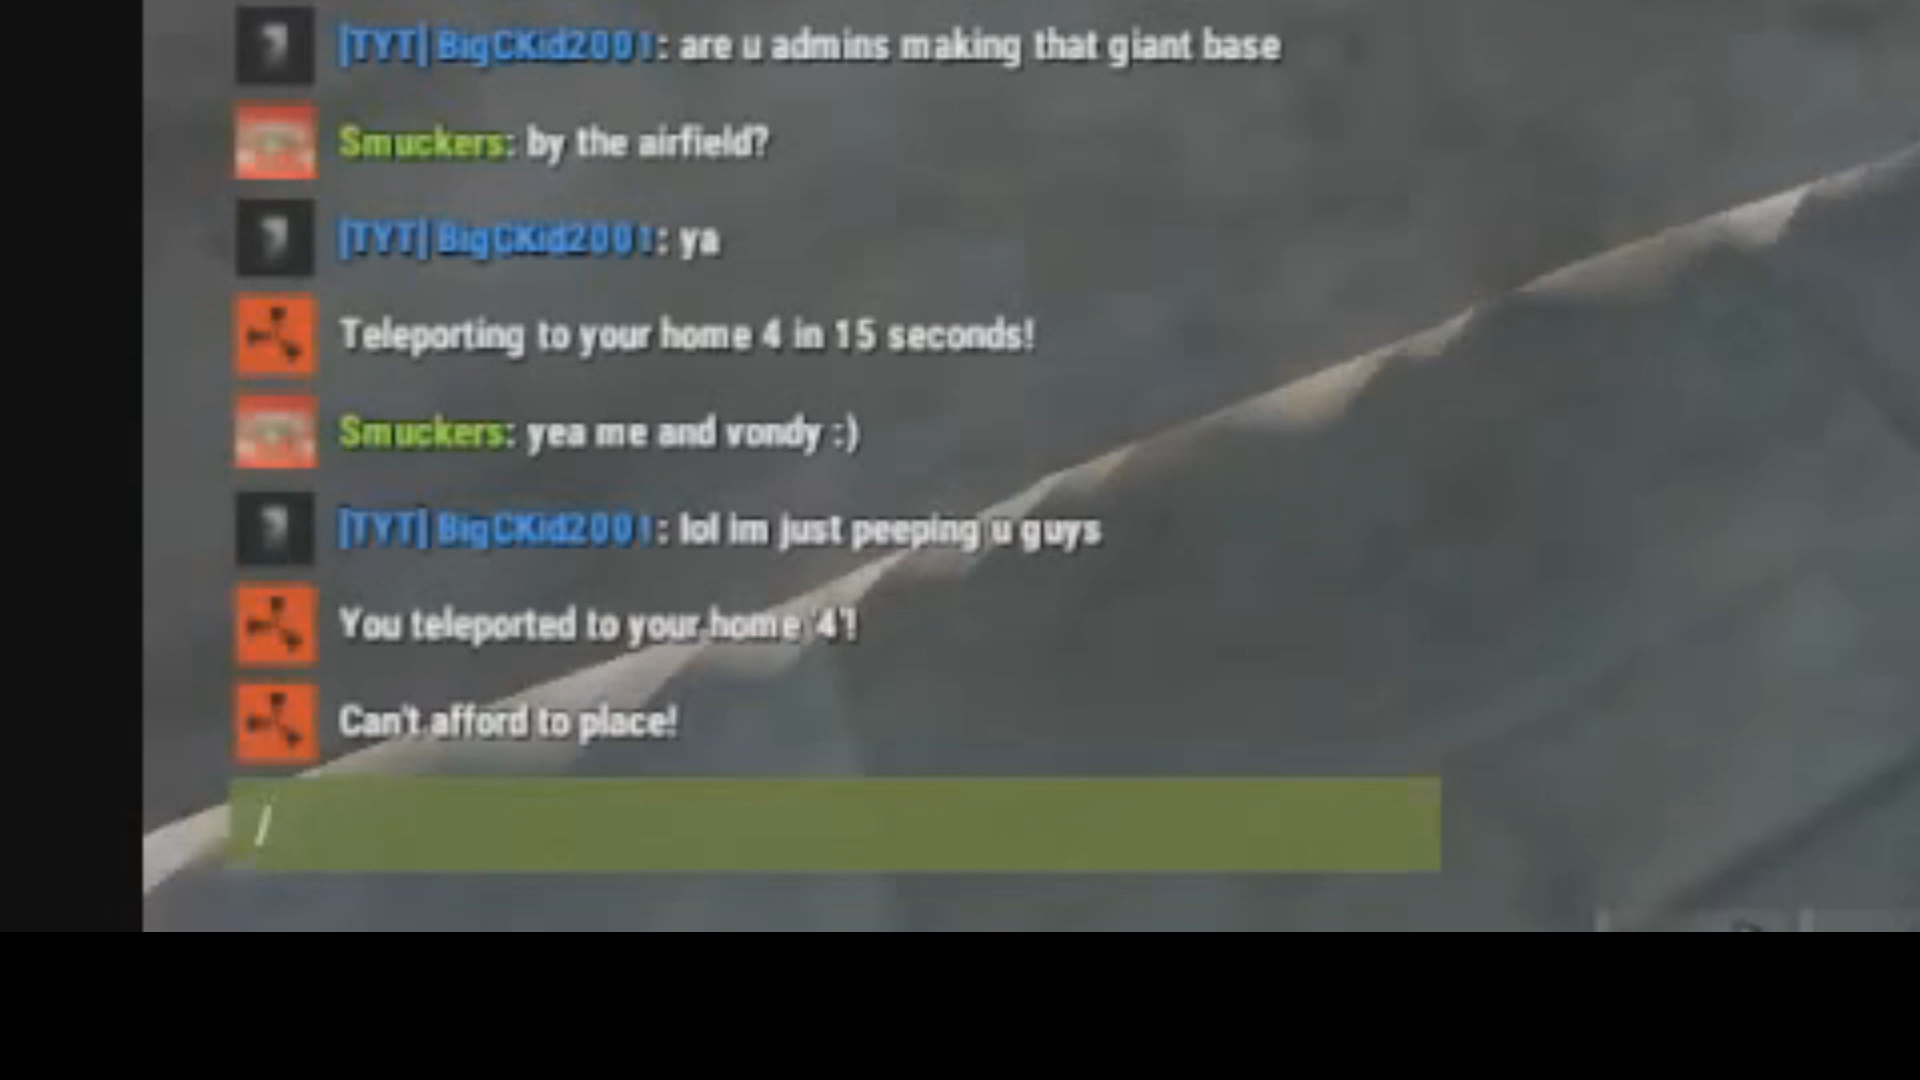 [TYT] BigCKid2001: are u admins making that giant base
Smuckers: by the airfield?
[TYT] BigCKid2001: ya
Teleporting to your home 4 in 15 seconds!
Smuckers: yea me and vondy :)
[TYT] BigCKid2001: lol im just peeping u guys
You teleported to your home '4'!
Can't afford to place!
/